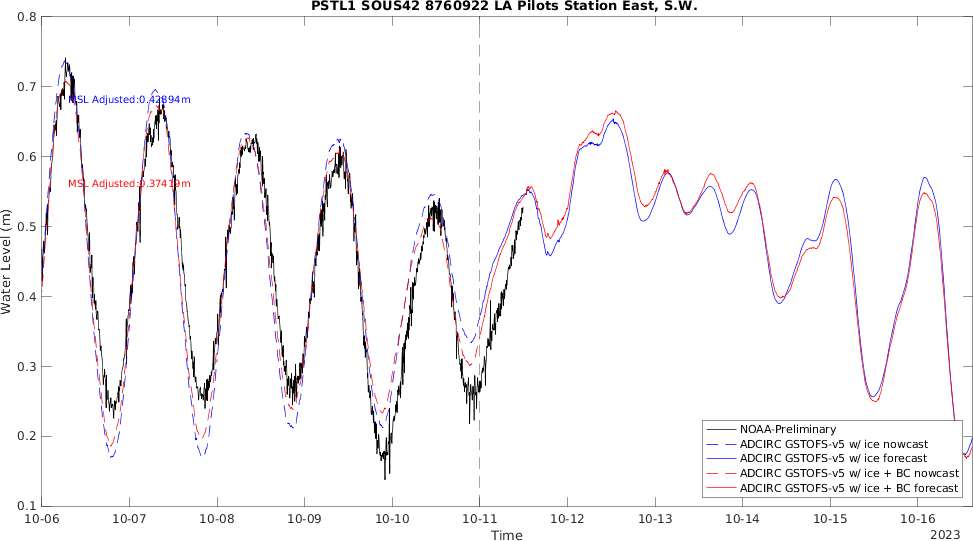 PSTL1 SOUS42 8760922 LA Pilots Station East, S.W.
Water Level (m)
0.8
0.7
0.6
0.5
0.4
0.3
0.2
0.1
MSL Adjusted:0.42394m
MSL Adjusted:0.37419m
NOAA-Preliminary
ADCIRC GSTOFS-v5 w/ ice nowcast
ADCIRC GSTOFS-v5 w/ ice forecast
ADCIRC GSTOFS-v5 w/ ice + BC nowcast
ADCIRC GSTOFS-v5 w/ ice + BC forecast
10-06 10-07 10-08 10-09 10-10 10-11 10-12 10-13 10-14 10-15 10-16
2023
Time